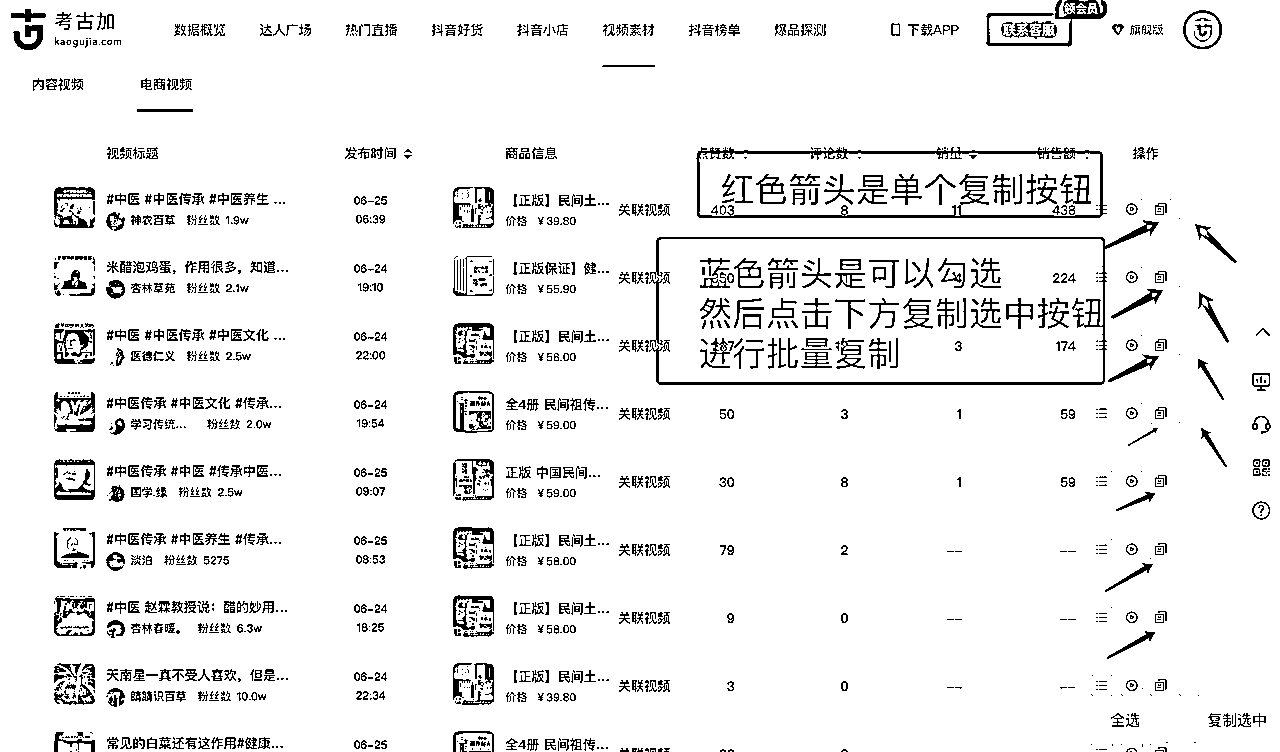 考古加
kaogujia.com
数据概览 达人广场 热门直播 抖音好货 抖音小店 视频素材 抖音榜单 爆品探测 下载APP 联系客服 领会员 旗舰版
内容视频 电商视频
视频标题 发布时间 商品信息 点赞数 评论数 销量 销售额 操作
红色箭头是单个复制按钮
蓝色箭头是可以勾选
然后点击下方复制选中按钮
进行批量复制
#中医 #中医传承 #中医养生 ... 06-25 【正版】民间土... 关联视频 403 8 11 438
神农百草 粉丝数 1.9w 06:39 价格 ¥39.80
米醋泡鸡蛋，作用很多，知道... 06-24 【正版保证】健... 关联视频 4 224
杏林草苑 粉丝数 2.1w 19:10 价格 ¥55.90
#中医 #中医传承 #中医文化 ... 06-24 【正版】民间土... 关联视频 3 174
医德仁义 粉丝数 2.5w 22:00 价格 ¥58.00
#中医传承 #中医文化 #传承... 06-24 全4册 民间祖传... 关联视频 50 3 1 59
学习传统... 粉丝数 2.0w 19:54 价格 ¥59.00
#中医传承 #中医 #传承中医... 06-25 正版 中国民间... 关联视频 30 8 1 59
国学.缘 粉丝数 2.5w 09:07 价格 ¥59.00
#中医传承 #中医养生 #传承... 06-25 【正版】民间土... 关联视频 79 2 -- --
淡泊 粉丝数 5275 08:53 价格 ¥58.00
#中医 赵霖教授说：醋的妙用... 06-24 【正版】民间土... 关联视频 9 0 -- --
杏林春暖。 粉丝数 6.3w 18:25 价格 ¥58.00
天南星一真不受人喜欢，但是... 06-24 【正版】民间土... 关联视频 3 0 -- --
鹋鹋识百草 粉丝数 10.0w 22:34 价格 ¥39.80
全选 复制选中
常见的白菜还有这作用#健康... 06-25 全4册 民间祖传...